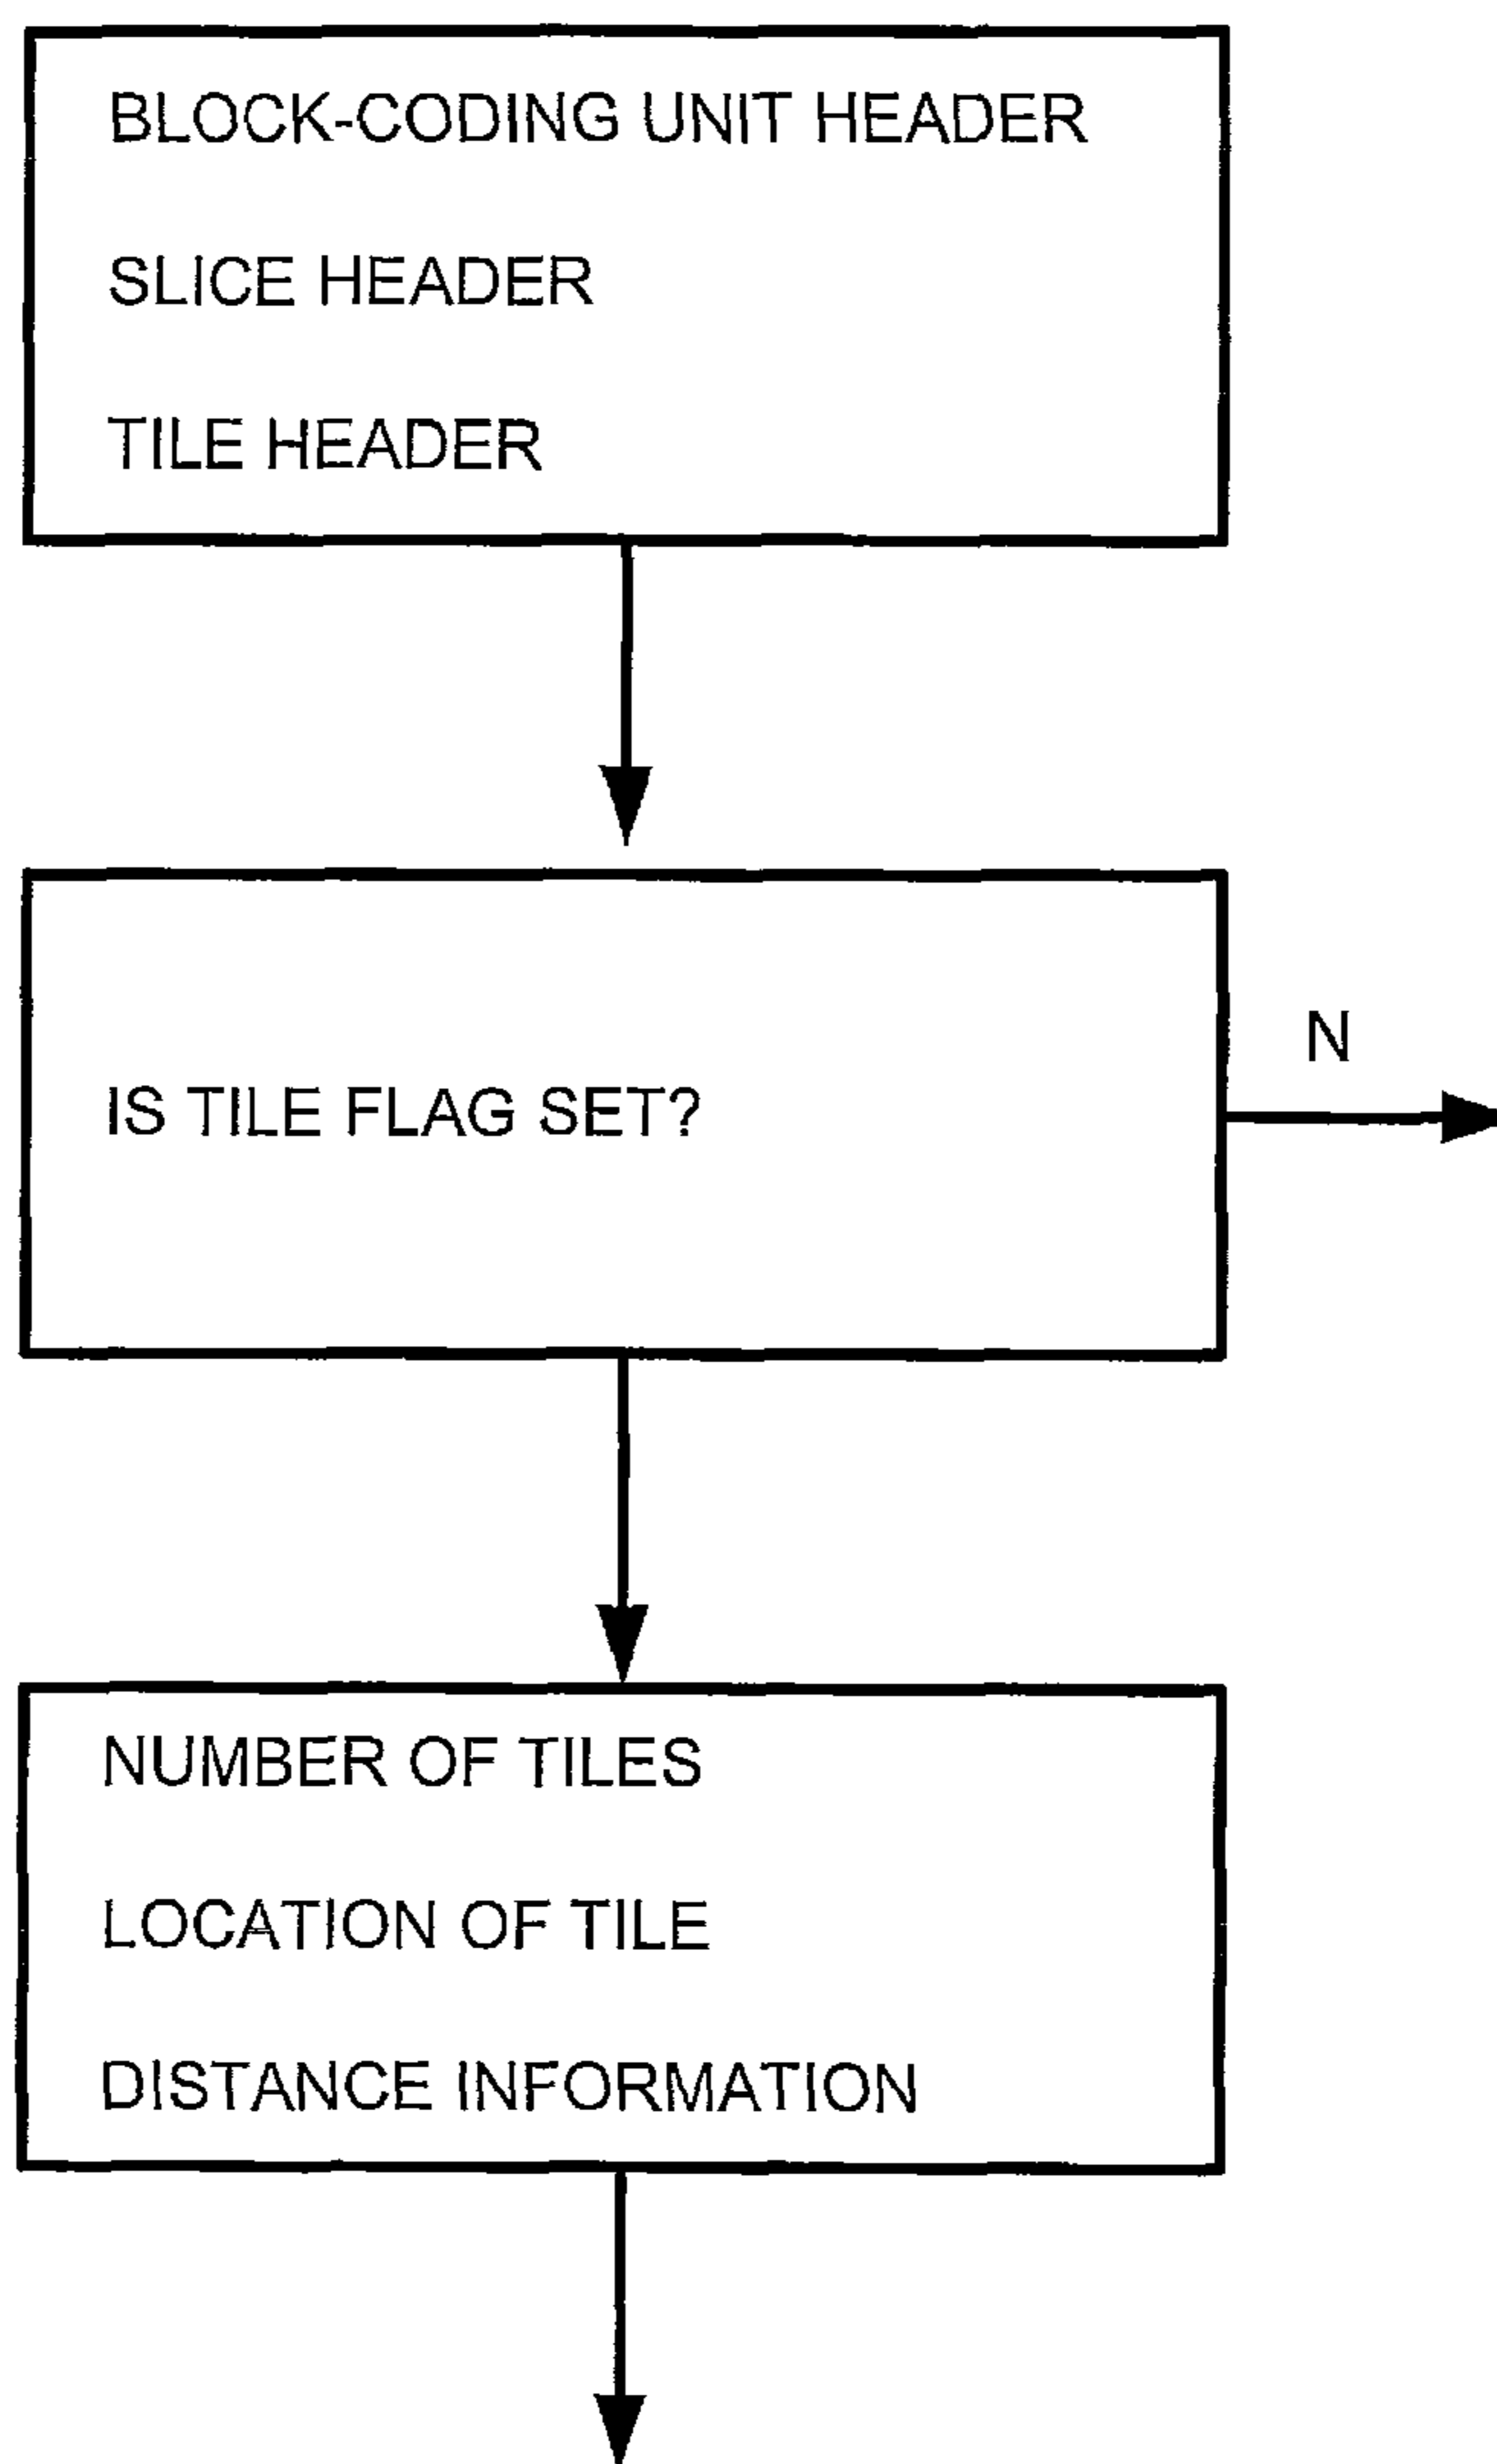 BLOCK-CODING UNIT HEADER
SLICE HEADER
TILE HEADER
IS TILE FLAG SET?
N
NUMBER OF TILES
LOCATION OF TILE
DISTANCE INFORMATION